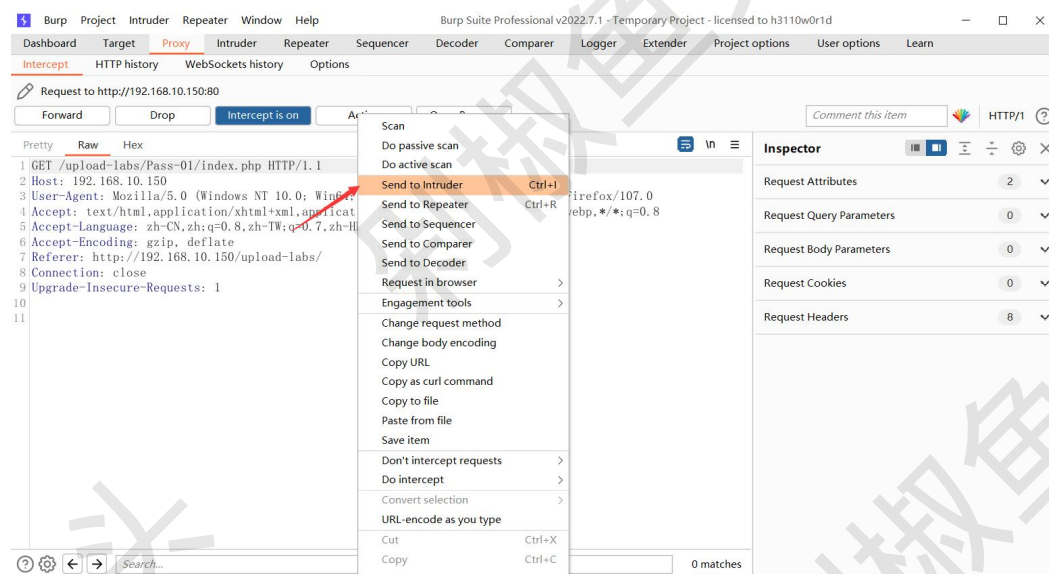 Burp Project Intruder Repeater Window Help Burp Suite Professional v2022.7.1 - Temporary Project - licensed to h3110w0r1d
Dashboard Target Proxy Intruder Repeater Sequencer Decoder Comparer Logger Extender Project options User options Learn
Intercept HTTP history WebSockets history Options
Request to http://192.168.10.150:80
Forward Drop Intercept is on Comment this item HTTP/1
Pretty Raw Hex \n
Inspector
1 GET /upload-labs/Pass-01/index.php HTTP/1.1
2 Host: 192.168.10.150
3 User-Agent: Mozilla/5.0 (Windows NT 10.0; Win64; irefox/107.0
4 Accept: text/html,application/xhtml+xml,applicat ebp,*/*;q=0.8
5 Accept-Language: zh-CN,zh;q=0.8,zh-TW;q=0.7,zh-H
6 Accept-Encoding: gzip, deflate
7 Referer: http://192.168.10.150/upload-labs/
8 Connection: close
9 Upgrade-Insecure-Requests: 1
10
11
Scan
Do passive scan
Do active scan
Send to Intruder Ctrl+I
Send to Repeater Ctrl+R
Send to Sequencer
Send to Comparer
Send to Decoder
Request in browser
Engagement tools
Change request method
Change body encoding
Copy URL
Copy as curl command
Copy to file
Paste from file
Save item
Don't intercept requests
Do intercept
Convert selection
URL-encode as you type
Cut Ctrl+X
Copy Ctrl+C
Request Attributes 2
Request Query Parameters 0
Request Body Parameters 0
Request Cookies 0
Request Headers 8
Search... 0 matches
剁椒鱼
头
剁椒鱼